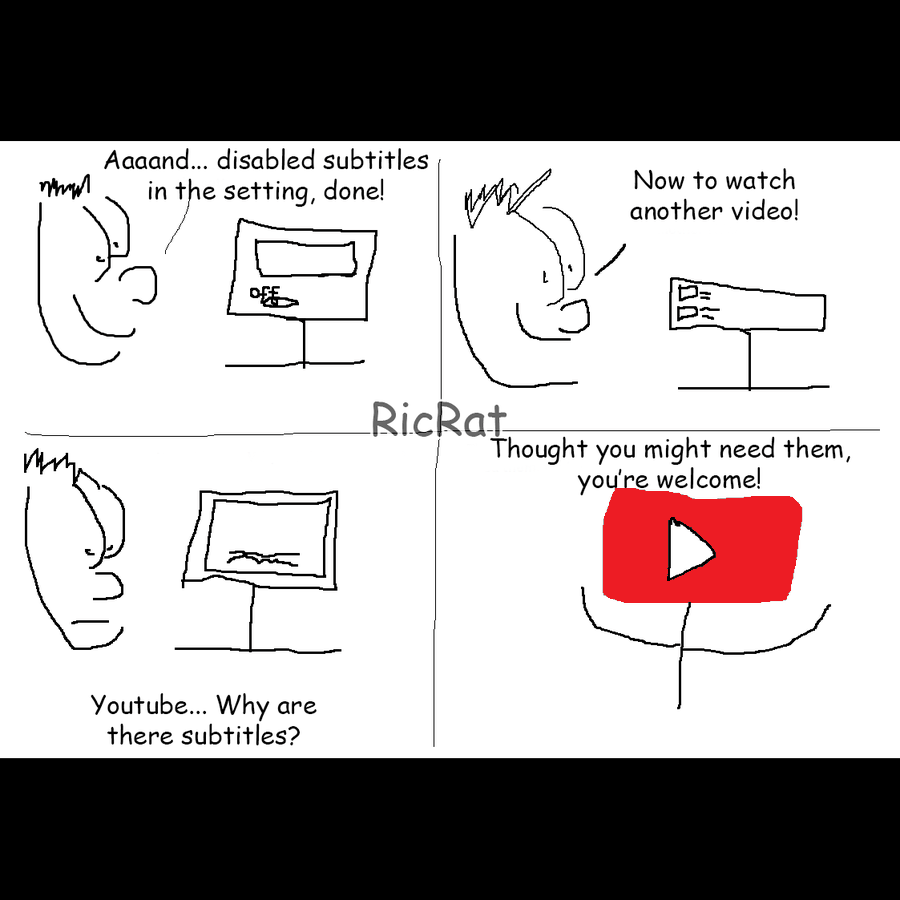 Aaaand... disabled subtitles
in the setting, done!
off
Now to watch
another video!
RicRat
Youtube... Why are
there subtitles?
Thought you might need them,
you're welcome!